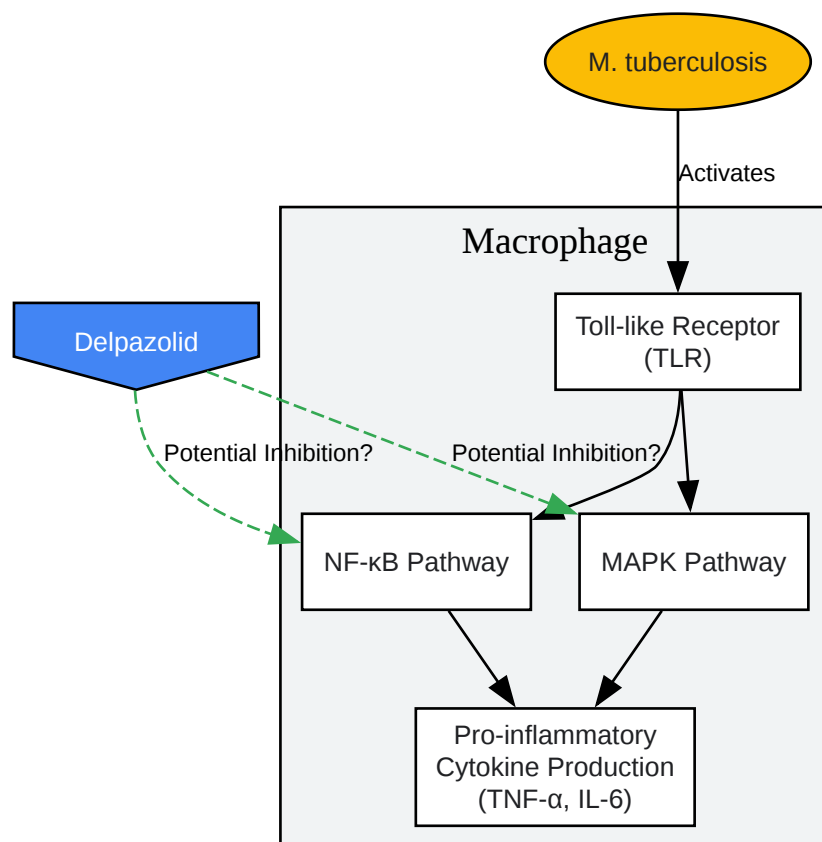 M. tuberculosis
Activates
Macrophage
Toll-like Receptor
(TLR)
Delpazolid
Potential Inhibition?
Potential Inhibition?
NF-κB Pathway
MAPK Pathway
Pro-inflammatory
Cytokine Production
(TNF-α, IL-6)